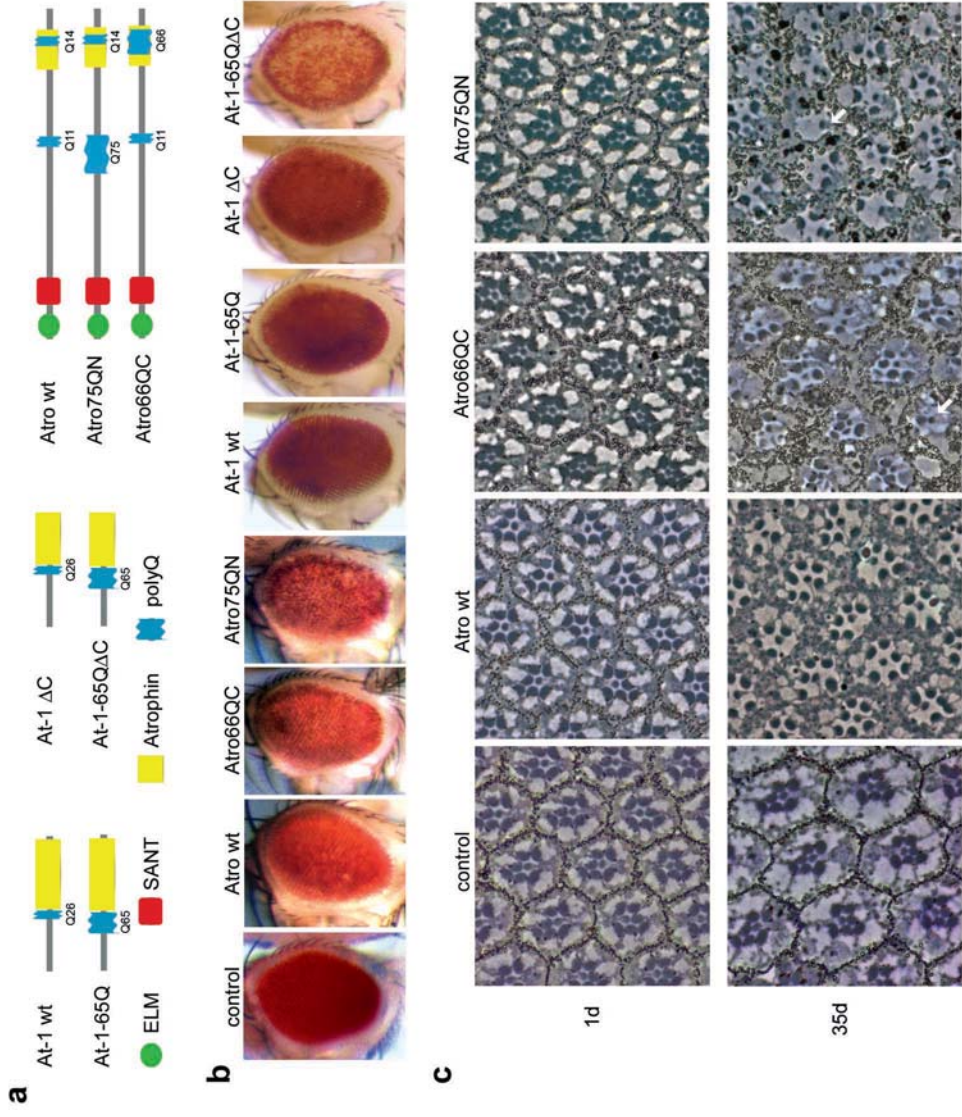 a
At-1 wt
Q26
At-1-65Q
Q65
At-1 ΔC
Q26
At-1-65QΔC
Q65
Atro wt
Q11
Q14
Atro75QN
Q75
Q14
Atro66QC
Q11
Q66
ELM
SANT
Atrophin
polyQ
b
control
Atro wt
Atro66QC
Atro75QN
At-1 wt
At-1-65Q
At-1 ΔC
At-1-65QΔC
c
control
Atro wt
Atro66QC
Atro75QN
1d
35d